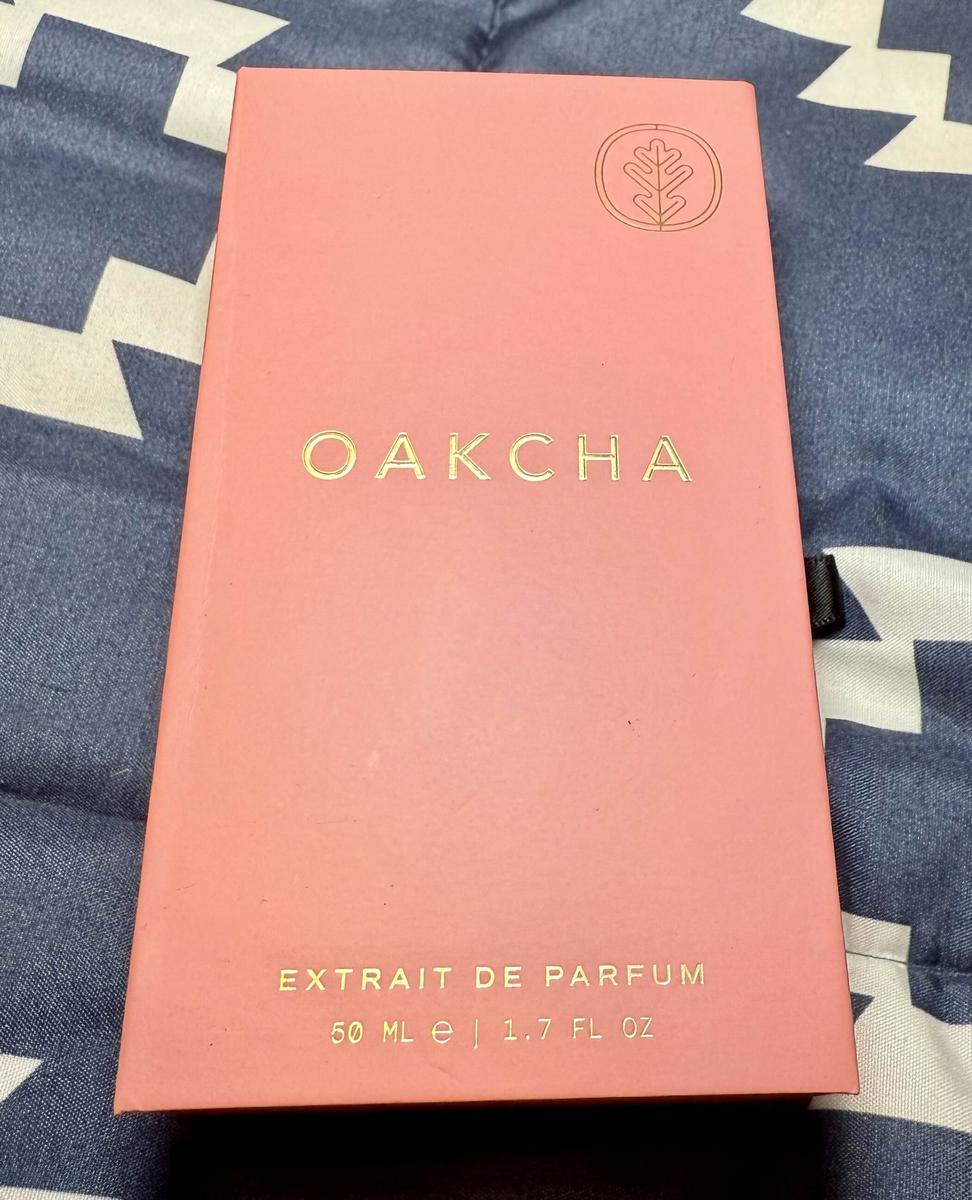 OAKCHA
EXTRAIT DE PARFUM
50 ML ℮ | 1.7 FL OZ